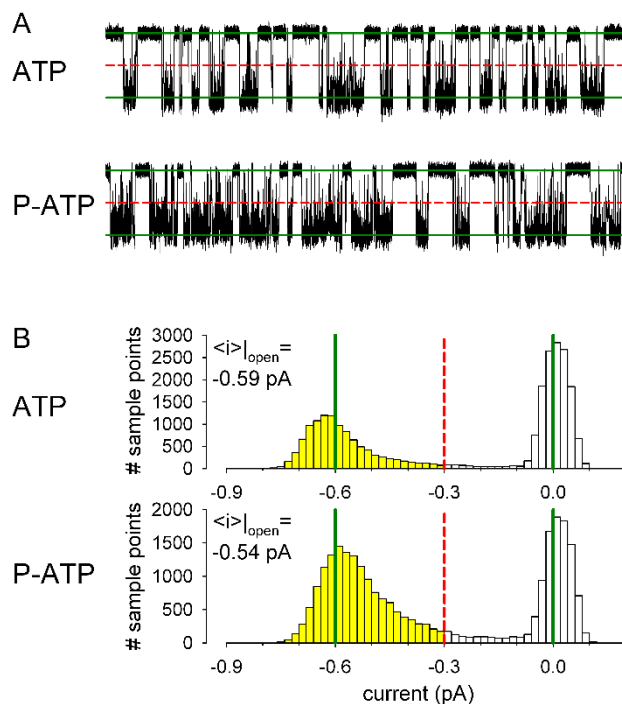 A
ATP
P-ATP
B
ATP
# sample points
3000
2500
2000
1500
1000
500
0
<i>|open=
-0.59 pA
-0.9 -0.6 -0.3 0.0
P-ATP
# sample points
2000
1500
1000
500
0
<i>|open=
-0.54 pA
-0.9 -0.6 -0.3 0.0
current (pA)